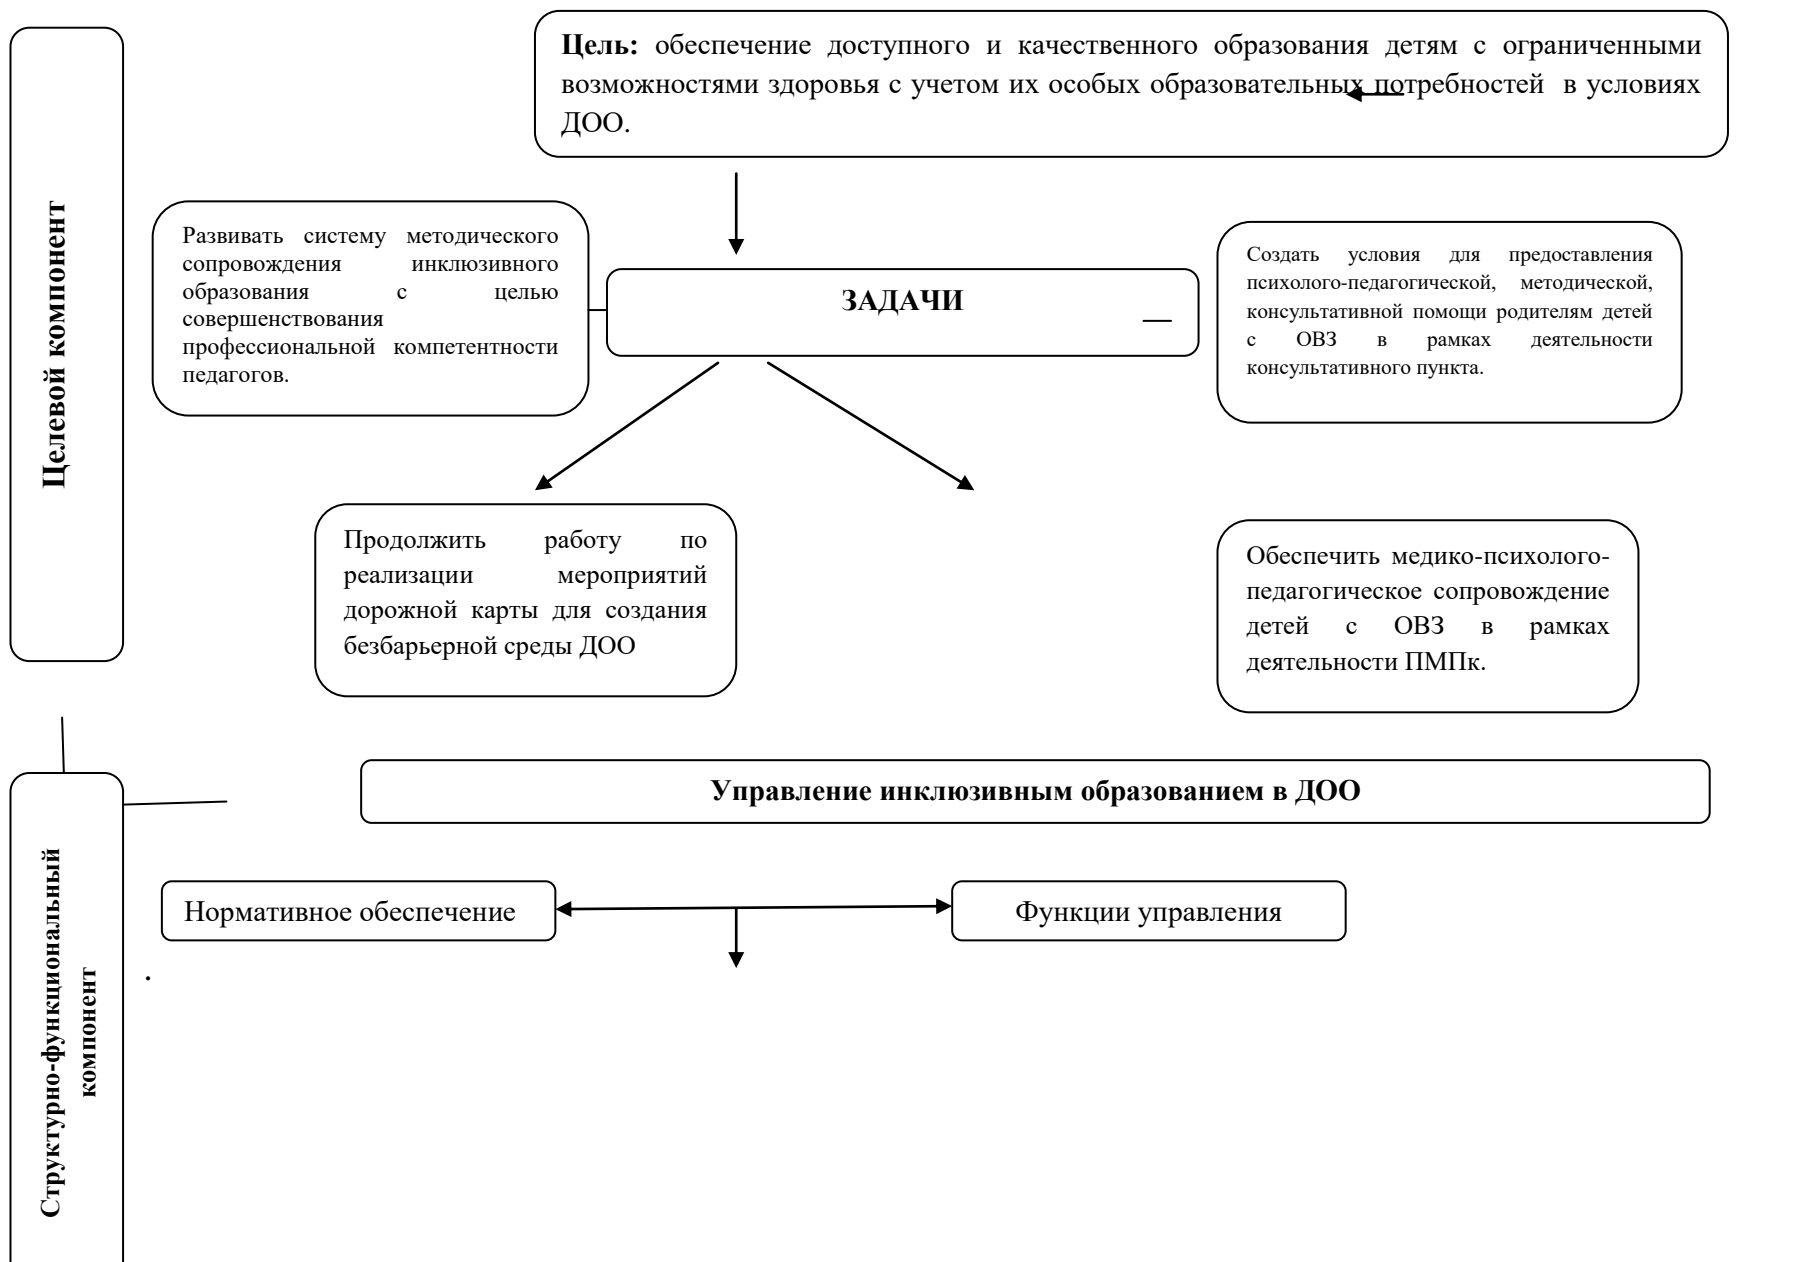 Целевой компонент
Цель: обеспечение доступного и качественного образования детям с ограниченными
возможностями здоровья с учетом их особых образовательных потребностей в условиях
ДОО.
Развивать систему методического
сопровождения инклюзивного
образования с целью
совершенствования
профессиональной компетентности
педагогов.
ЗАДАЧИ
Создать условия для предоставления
психолого-педагогической, методической,
консультативной помощи родителям детей
с ОВЗ в рамках деятельности
консультативного пункта.
Продолжить работу по
реализации мероприятий
дорожной карты для создания
безбарьерной среды ДОО
Обеспечить медико-психолого-
педагогическое сопровождение
детей с ОВЗ в рамках
деятельности ПМПк.
Структурно-функциональный
компонент
Управление инклюзивным образованием в ДОО
Нормативное обеспечение
Функции управления
.